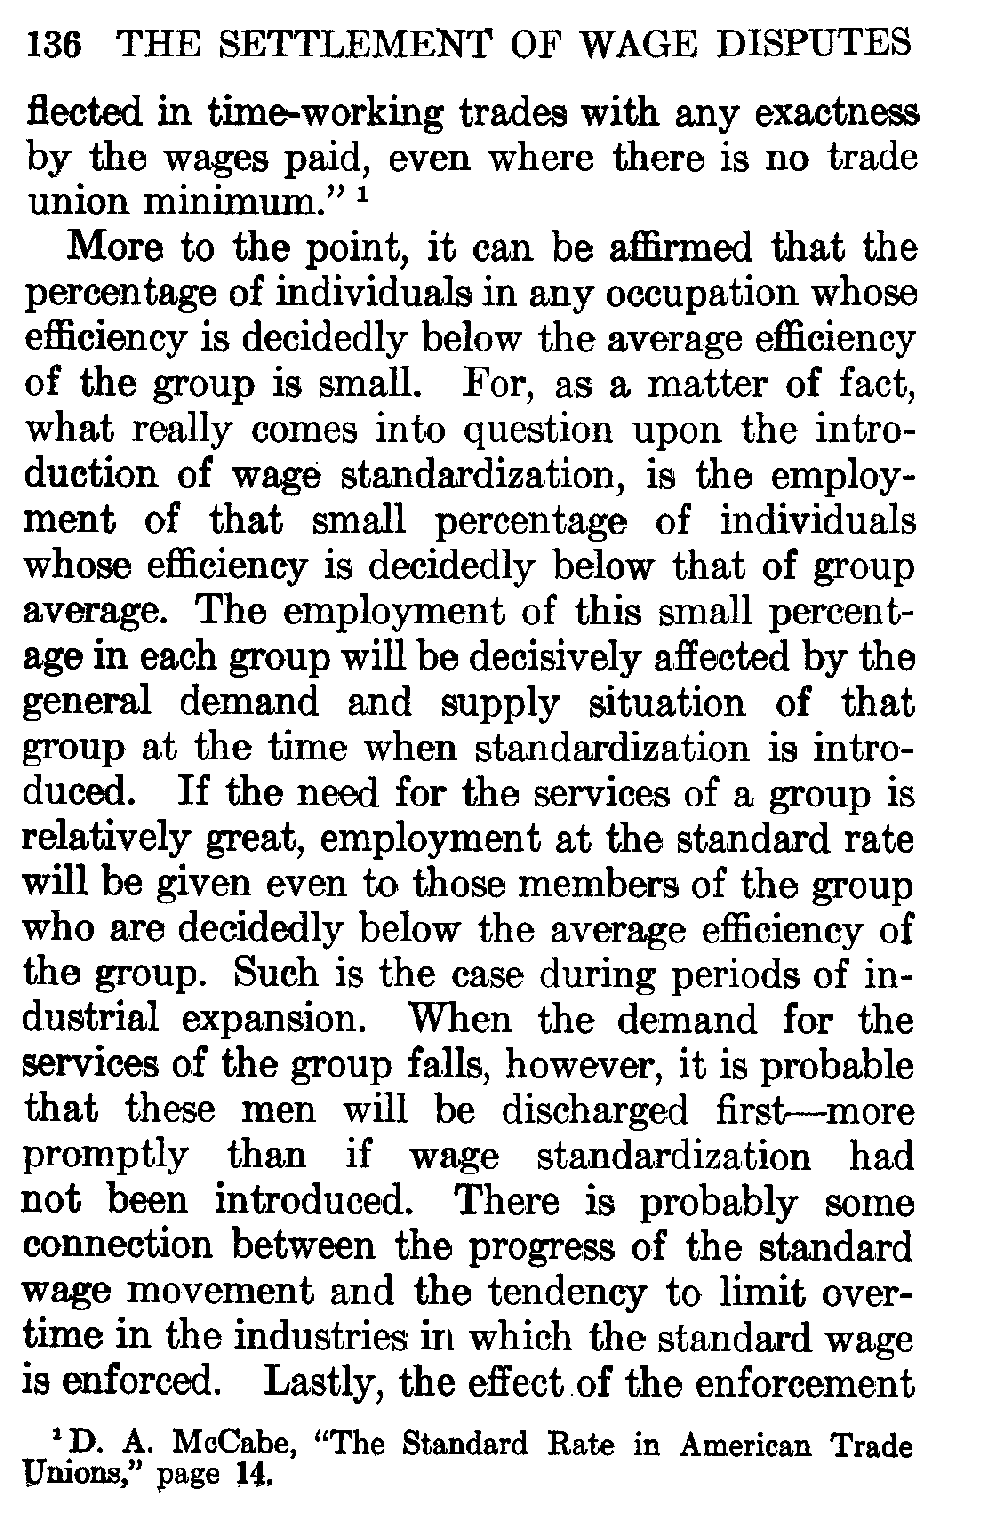 136 THE SETTLEMENT OF WAGE DISPUTES
flected in time-working trades with any exactness
by the wages paid, even where there is no trade
union minimum.” ¹
More to the point, it can be affirmed that the
percentage of individuals in any occupation whose
efficiency is decidedly below the average efficiency
of the group is small. For, as a matter of fact,
what really comes into question upon the intro-
duction of wage standardization, is the employ-
ment of that small percentage of individuals
whose efficiency is decidedly below that of group
average. The employment of this small percent-
age in each group will be decisively affected by the
general demand and supply situation of that
group at the time when standardization is intro-
duced. If the need for the services of a group is
relatively great, employment at the standard rate
will be given even to those members of the group
who are decidedly below the average efficiency of
the group. Such is the case during periods of in-
dustrial expansion. When the demand for the
services of the group falls, however, it is probable
that these men will be discharged first—more
promptly than if wage standardization had
not been introduced. There is probably some
connection between the progress of the standard
wage movement and the tendency to limit over-
time in the industries in which the standard wage
is enforced. Lastly, the effect of the enforcement
¹ D. A. McCabe, “The Standard Rate in American Trade
Unions,” page 14.